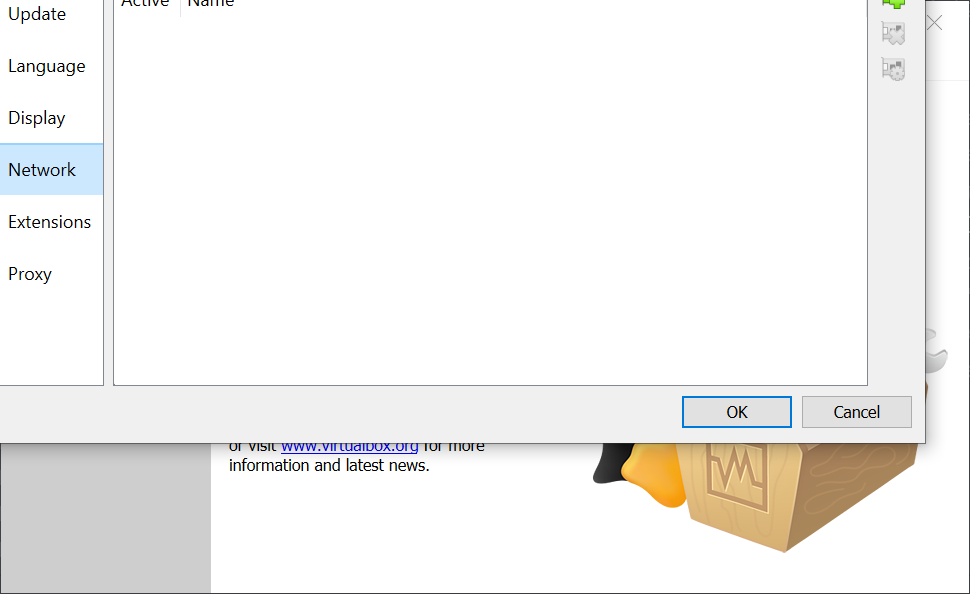 Active Name
Update
Language
Display
Network
Extensions
Proxy
OK Cancel
or visit www.virtualbox.org for more
information and latest news.